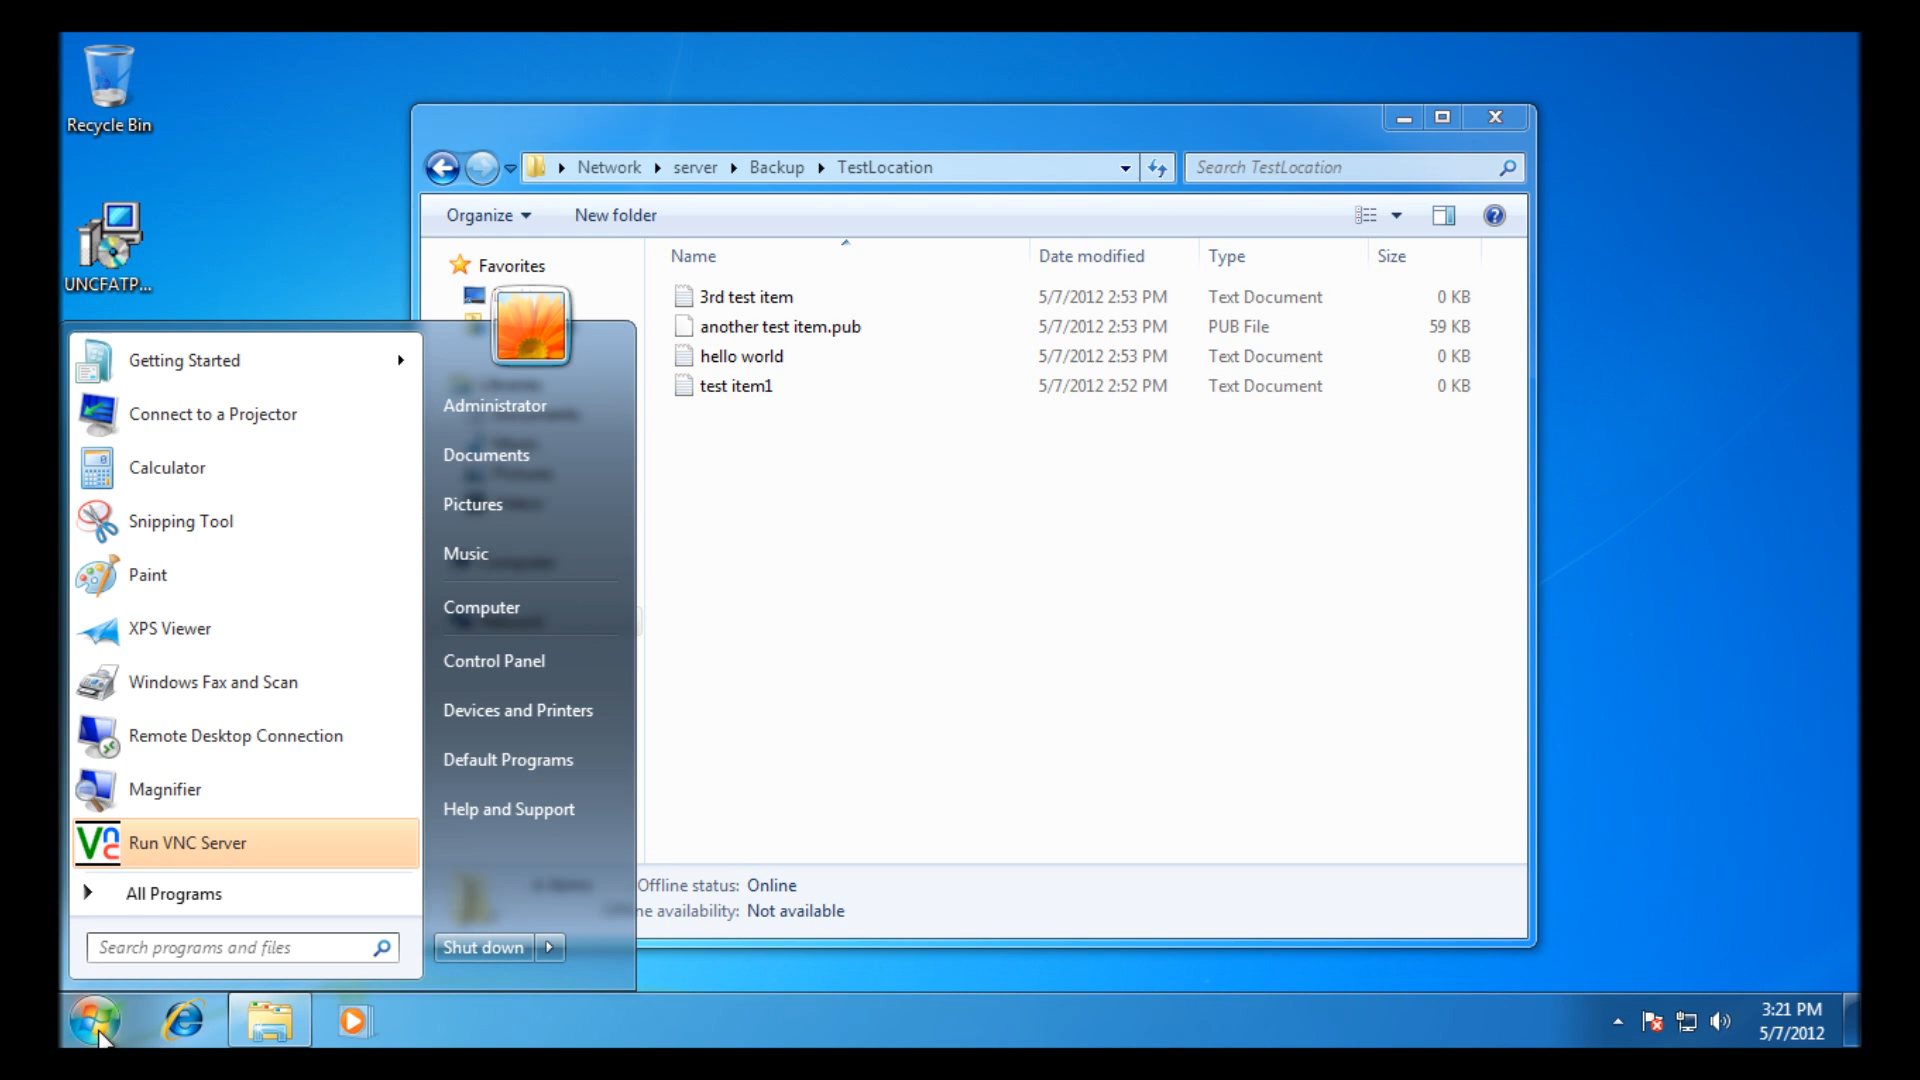 Recycle Bin
UNCFATP...
Network server Backup TestLocation
Search TestLocation
Organize New folder
Name Date modified Type Size
Favorites
3rd test item 5/7/2012 2:53 PM Text Document 0 KB
another test item.pub 5/7/2012 2:53 PM PUB File 59 KB
hello world 5/7/2012 2:53 PM Text Document 0 KB
test item1 5/7/2012 2:52 PM Text Document 0 KB
Getting Started
Connect to a Projector
Calculator
Snipping Tool
Paint
XPS Viewer
Windows Fax and Scan
Remote Desktop Connection
Magnifier
Run VNC Server
All Programs
Search programs and files
Administrator
Documents
Pictures
Music
Computer
Control Panel
Devices and Printers
Default Programs
Help and Support
Shut down
Offline status: Online
availability: Not available
3:21 PM
5/7/2012